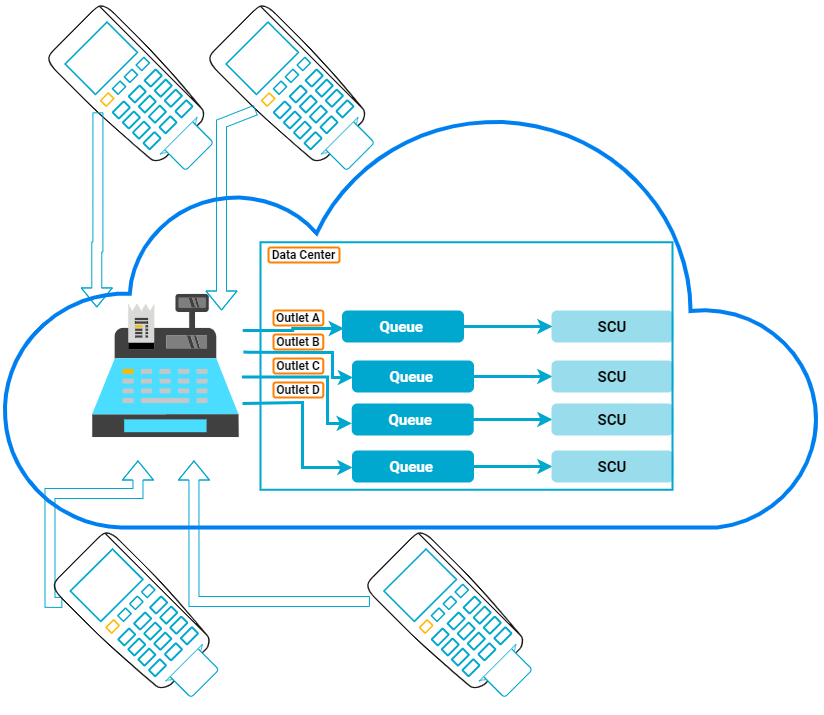 Data Center
Outlet A
Queue
SCU
Outlet B
Queue
SCU
Outlet C
Queue
SCU
Outlet D
Queue
SCU